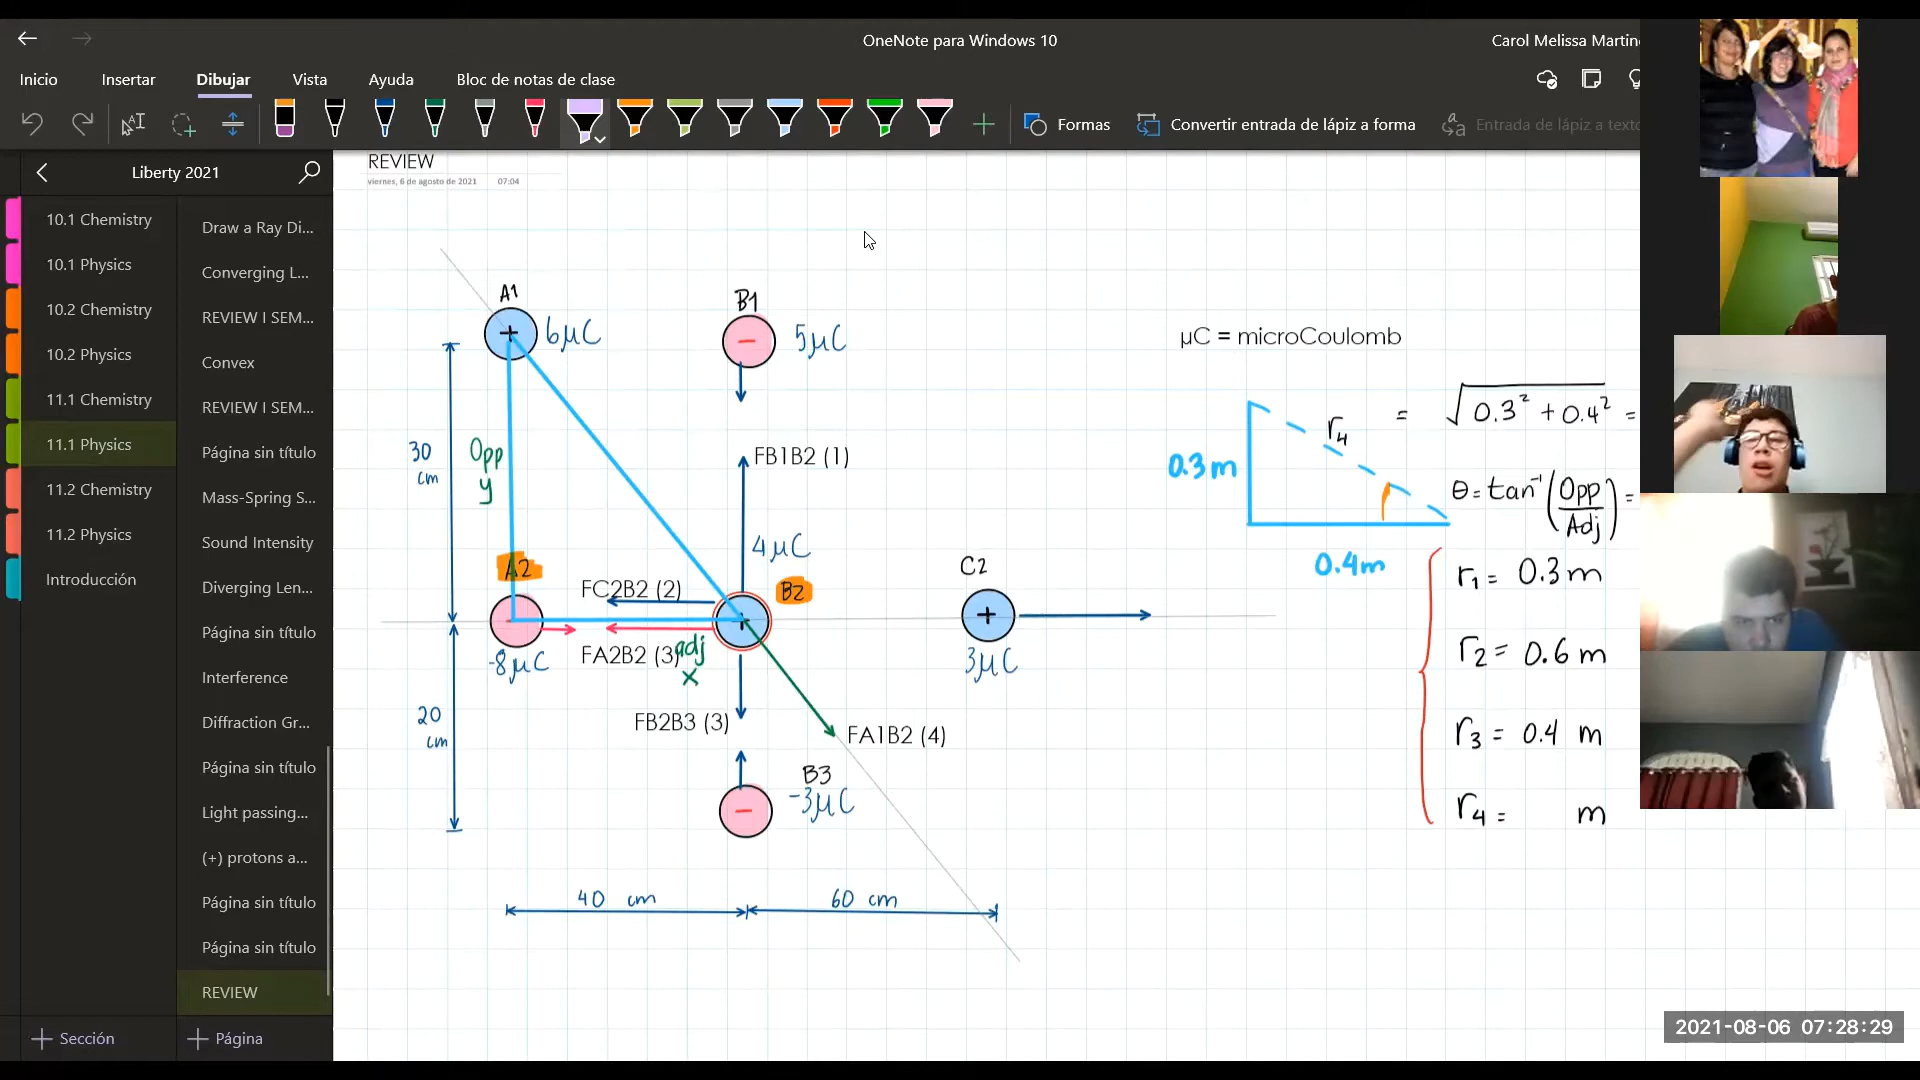 OneNote para Windows 10
Carol Melissa Martin
Inicio Insertar Dibujar Vista Ayuda Bloc de notas de clase
Formas Convertir entrada de lápiz a forma Entrada de lápiz a texto
Liberty 2021
10.1 Chemistry
10.1 Physics
10.2 Chemistry
10.2 Physics
11.1 Chemistry
11.1 Physics
11.2 Chemistry
11.2 Physics
Introducción
Sección
Draw a Ray Di...
Converging L...
REVIEW I SEM...
Convex
REVIEW I SEM...
Página sin título
Mass-Spring S...
Sound Intensity
Diverging Len...
Página sin título
Interference
Diffraction Gr...
Página sin título
Light passing...
(+) protons a...
Página sin título
Página sin título
REVIEW
Página
REVIEW
viernes, 6 de agosto de 2021 07:04
A1
+ 6μC
B1
− 5μC
30
cm
Opp
y
FB1B2 (1)
4μC
A2
FC2B2 (2)
B2
+
C2
+
3μC
-8μC
FA2B2 (3)
adj
x
20
cm
FB2B3 (3)
FA1B2 (4)
B3
-3μC
−
40 cm
60 cm
μC = microCoulomb
0.3m
r4 = √0.3² + 0.4² =
0.4m
θ = tan⁻¹(Opp/Adj) =
r1 = 0.3 m
r2 = 0.6 m
r3 = 0.4 m
r4 = m
2021-08-06 07:28:29